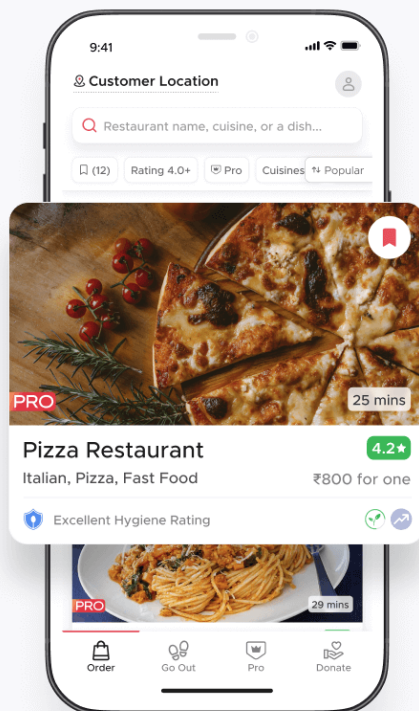 9:41
Customer Location
Restaurant name, cuisine, or a dish...
(12) Rating 4.0+ Pro Cuisines Popular
PRO
25 mins
Pizza Restaurant
4.2★
Italian, Pizza, Fast Food
₹800 for one
Excellent Hygiene Rating
PRO
29 mins
Order Go Out Pro Donate